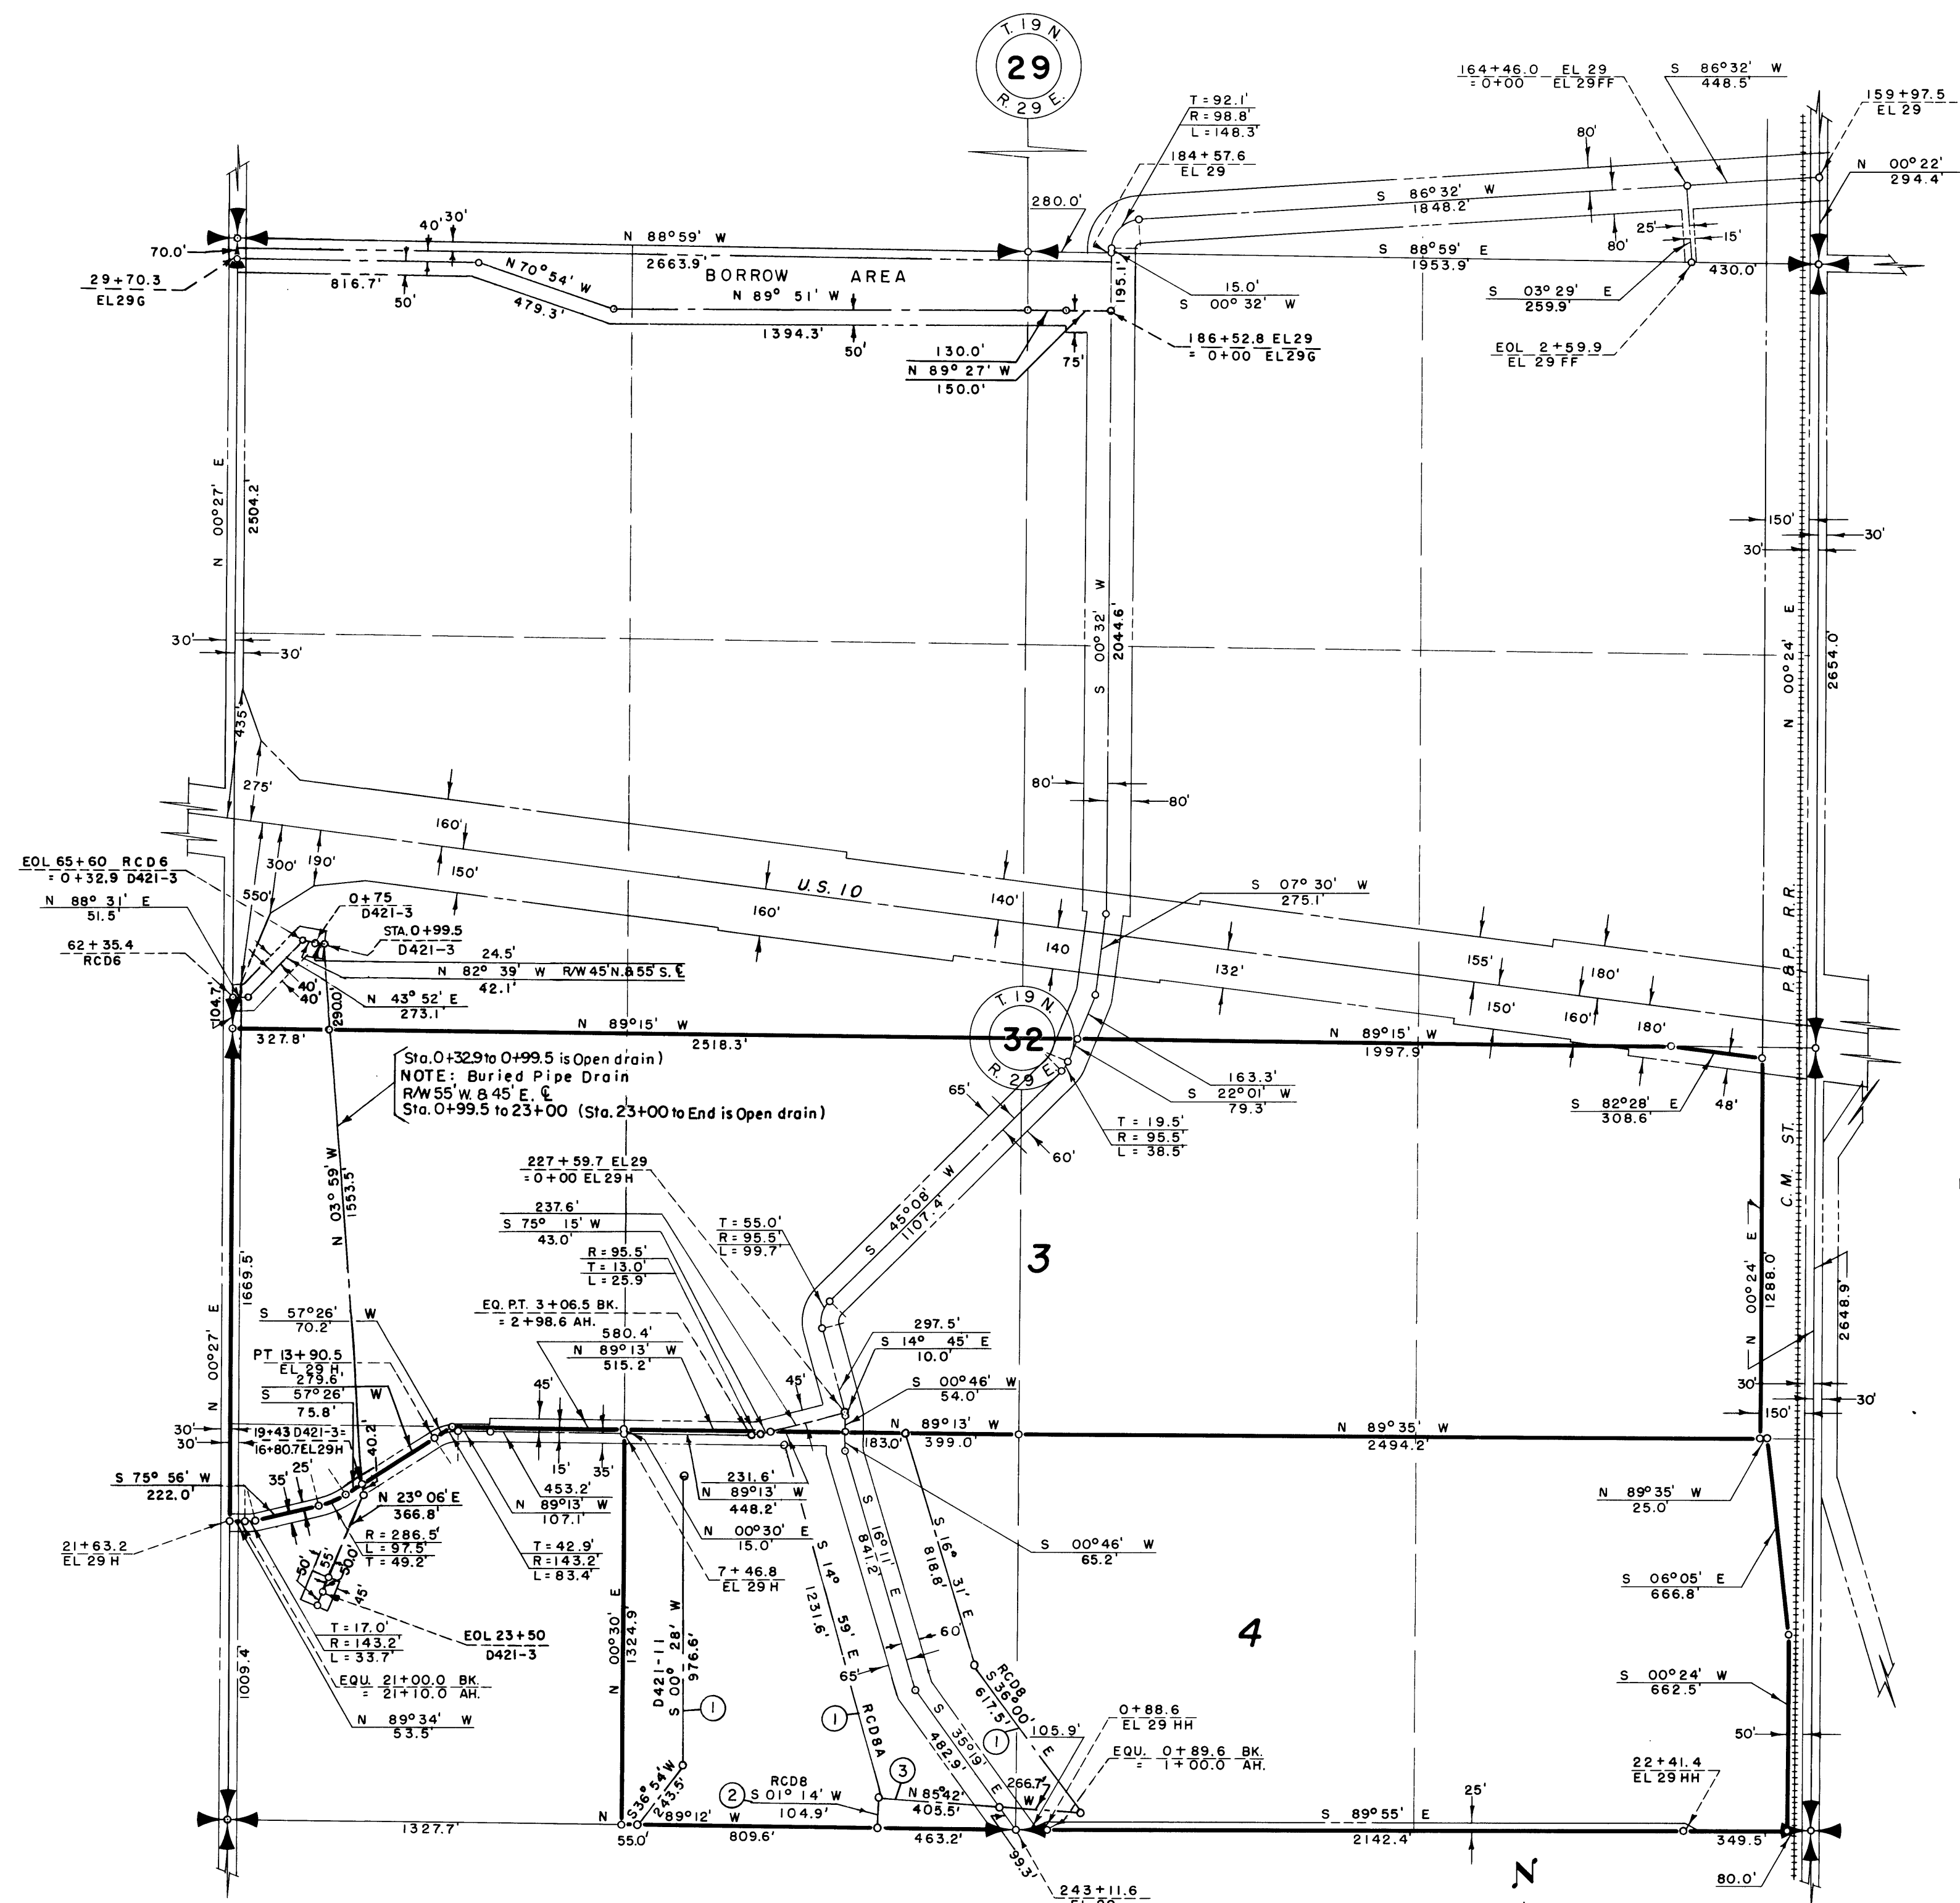 T. 19 N.
29
R. 29 E.
164+46.0 EL 29
= 0+00 EL 29FF
S 86°32' W
448.5'
159+97.5
EL 29
N 00°22'
294.4'
T = 92.1'
R = 98.8'
L = 148.3'
184+57.6
EL 29
80'
280.0'
S 86°32' W
1848.2'
25'
15'
80'
40' 30'
N 88°59' W
2663.9'
S 88°59' E
1953.9'
430.0'
70.0'
29+70.3
EL29G
816.7'
50'
N 70°54' W
479.3'
BORROW AREA
N 89°51' W
1394.3'
50'
195.1'
15.0'
S 00°32' W
S 03°29' E
259.9'
130.0'
N 89°27' W
150.0'
75'
186+52.8 EL29
= 0+00 EL29G
EOL 2+59.9
EL 29 FF
N 00°27' E
2504.2'
150'
30'
30'
S 00°32' W
2044.6'
N 00°24' E
2654.0'
30'
30'
435'
275'
80'
80'
160'
150'
U.S. 10
160'
140'
140
132'
155'
180'
150'
160'
180'
300'
190'
550'
EOL 65+60 RCD6
= 0+32.9 D421-3
N 88°31' E
51.5'
62+35.4
RCD6
0+75
D421-3
STA. 0+99.5
D421-3
24.5'
N 82°39' W R/W 45' N.& 55' S. ℄
42.1'
40'
40'
N 43°52' E
273.1'
104.7'
290.0'
S 07°30' W
275.1'
T. 19 N.
32
R. 29 E.
327.8'
N 89°15' W
2518.3'
N 89°15' W
1997.9'
Sta. 0+32.9 to 0+99.5 is Open drain)
NOTE: Buried Pipe Drain
R/W 55' W. & 45' E. ℄
Sta. 0+99.5 to 23+00 (Sta. 23+00 to End is Open drain)
163.3'
S 22°01' W
79.3'
S 82°28' E
308.6'
48'
65'
60'
T = 19.5'
R = 95.5'
L = 38.5'
P. & P. R.R.
C. M. ST.
N 03°59' W
1553.5'
227+59.7 EL29
= 0+00 EL29H
237.6'
S 75°15' W
43.0'
R = 95.5'
T = 13.0'
L = 25.9'
T = 55.0'
R = 95.5'
L = 99.7'
S 45°08' W
1107.4'
3
N 00°27' E
1669.5'
N 00°24' E
1288.0'
2648.9'
S 57°26' W
70.2'
EQ. P.T. 3+06.5 BK.
= 2+98.6 AH.
580.4'
N 89°13' W
515.2'
297.5'
S 14°45' E
10.0'
S 00°46' W
54.0'
PT 13+90.5
EL 29 H
279.6'
S 57°26' W
75.8'
19+43 D421-3=
16+80.7 EL29H
30'
30'
40.2'
45'
45'
15'
35'
30'
30'
150'
183.0'
N 89°13' W
399.0'
N 89°35' W
2494.2'
S 75°56' W
222.0'
35'
25'
N 23°06' E
366.8'
453.2'
N 89°13' W
107.1'
231.6'
N 89°13' W
448.2'
N 89°35' W
25.0'
R = 286.5'
L = 97.5'
T = 49.2'
T = 42.9'
R = 143.2'
L = 83.4'
N 00°30' E
15.0'
7+46.8
EL 29 H
S 00°46' W
65.2'
21+63.2
EL 29 H
S 06°05' E
666.8'
50'
55'
50.0'
45'
T = 17.0'
R = 143.2'
L = 33.7'
EOL 23+50
D421-3
EQU. 21+00.0 BK.
= 21+10.0 AH.
N 89°34' W
53.5'
1009.4
N 00°30' E
1324.9'
D421-11
S 00°28' W
976.6'
1
S 14°59' E
1231.6'
1
RCD8A
S 16°11' E
841.2'
60'
65'
S 16°31' E
818.8'
4
RCD8
S 36°00' E
617.5'
1
S 35°19' E
482.9'
105.9'
0+88.6
EL 29 HH
EQU. 0+89.6 BK.
= 1+00.0 AH.
S 00°24' W
662.5'
50'
22+41.4
EL 29 HH
S 36°54' W
243.5'
2
RCD8
S 01°14' W
104.9'
3
N 85°42' W
405.5'
266.7'
S 89°55' E
2142.4'
25'
349.5'
80.0'
1327.7'
N 89°12' W
55.0'
809.6'
463.2'
99.3'
243+11.6
EL 29
N